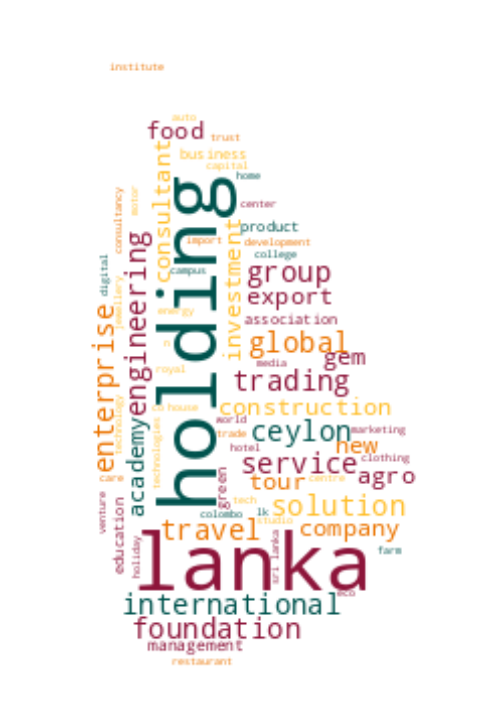 institute
auto
food
trust
business
capital
home
consultant
holding
motor
consultancy
center
product
import
development
college
engineering
investment
digital
campus
group
jewellery
export
energy
association
enterprise
global
gem
media
royal
trading
technology
co
house
construction
world
academy
technologies
ceylon
marketing
trade
new
hotel
service
clothing
care
green
agro
tour
centre
venture
education
tech
solution
colombo
lk
studio
travel
company
holiday
lanka
sri lanka
farm
eco
international
foundation
management
restaurant